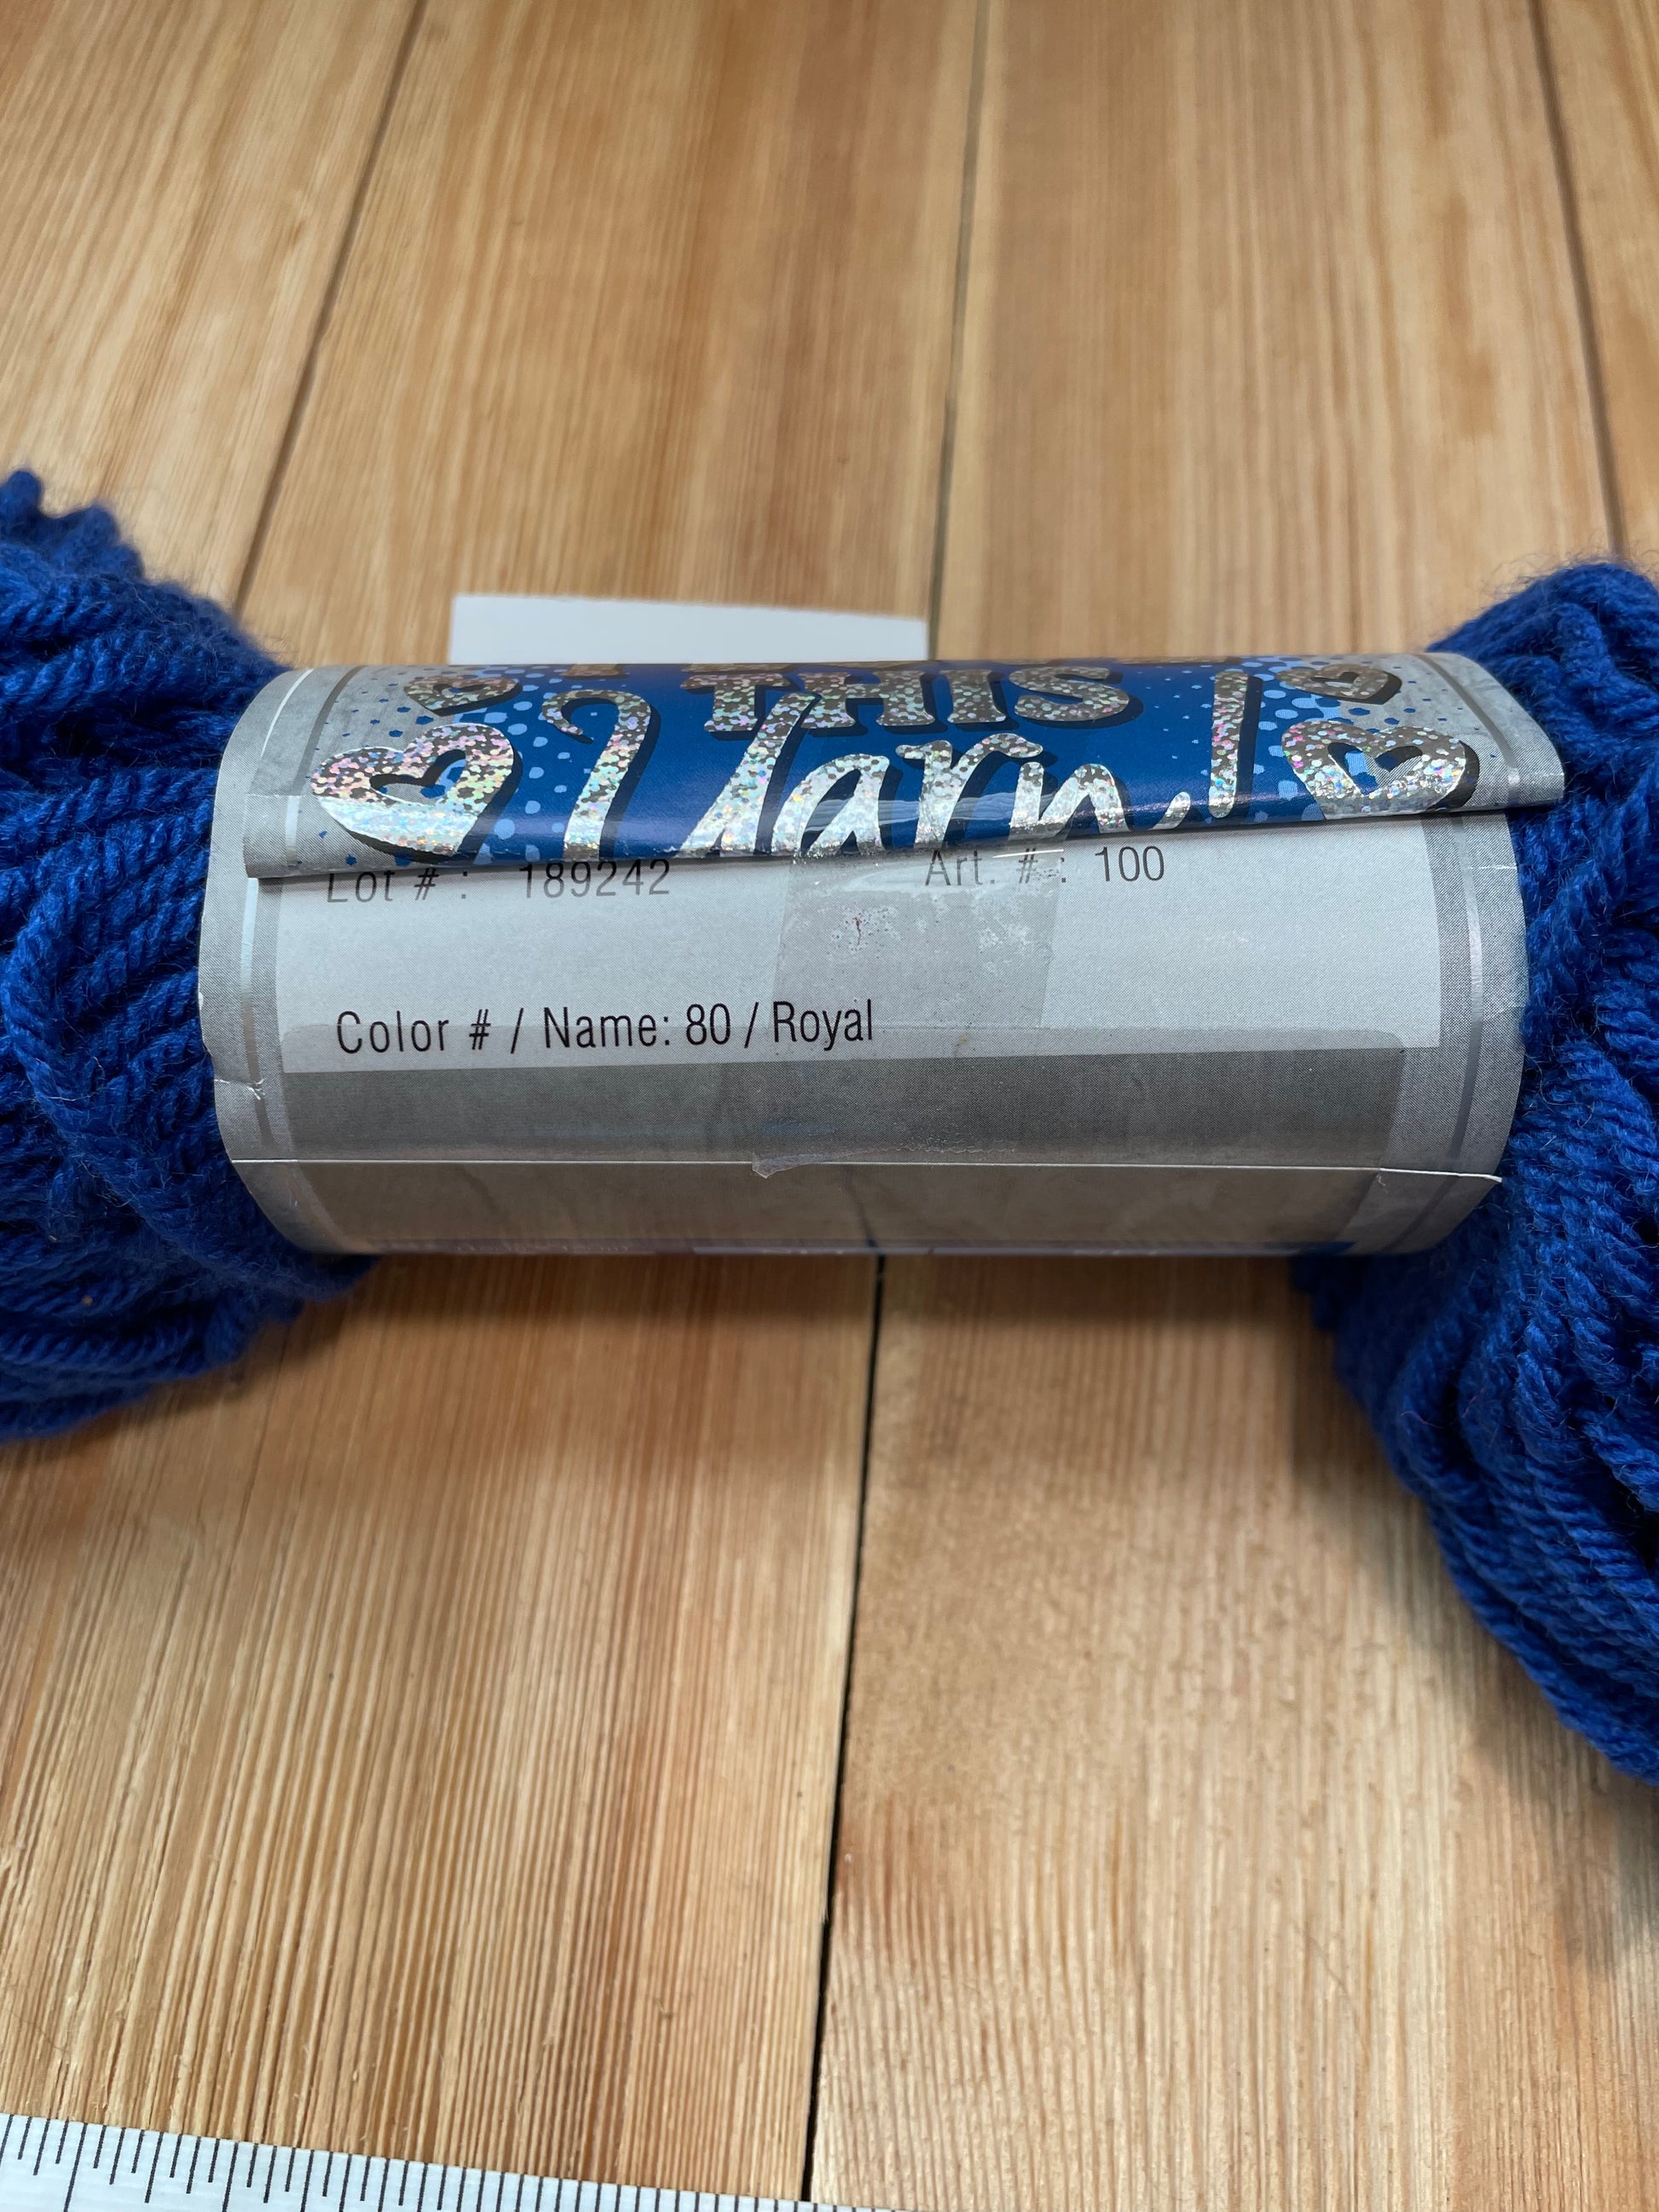 THIS
Yarn!
Lot # : 189242 Art. # : 100
Color # / Name: 80 / Royal